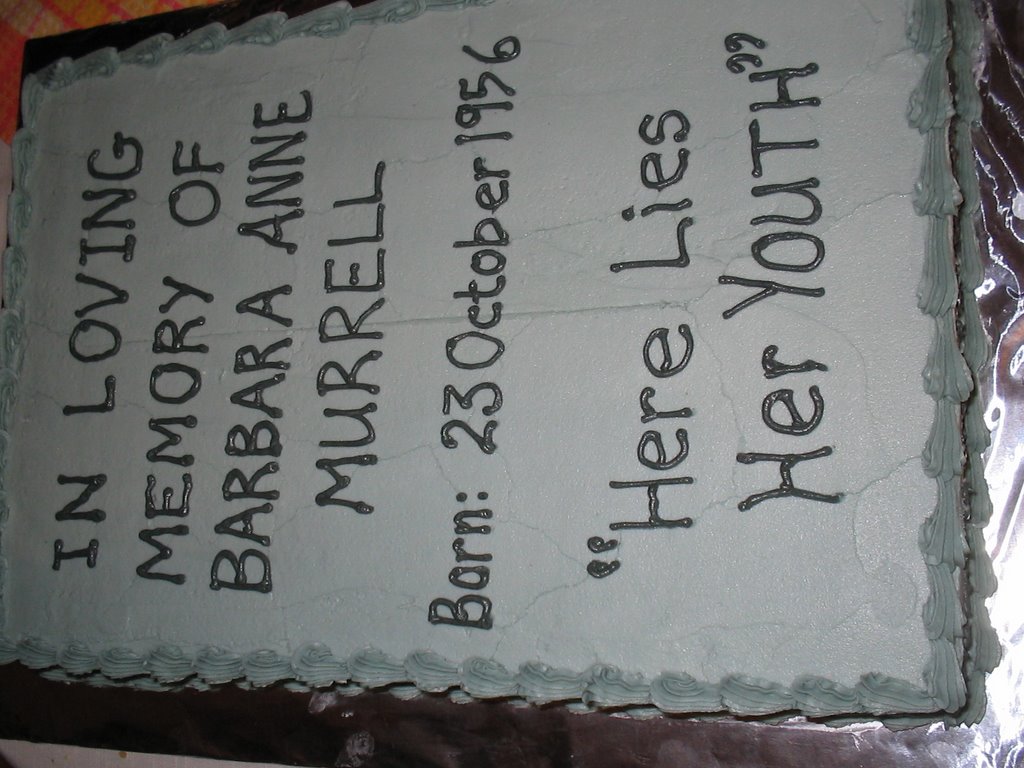 IN LOVING
MEMORY OF
BARBARA ANNE
MURRELL
Born: 23 October 1956
“Here Lies
Her YOUTH”